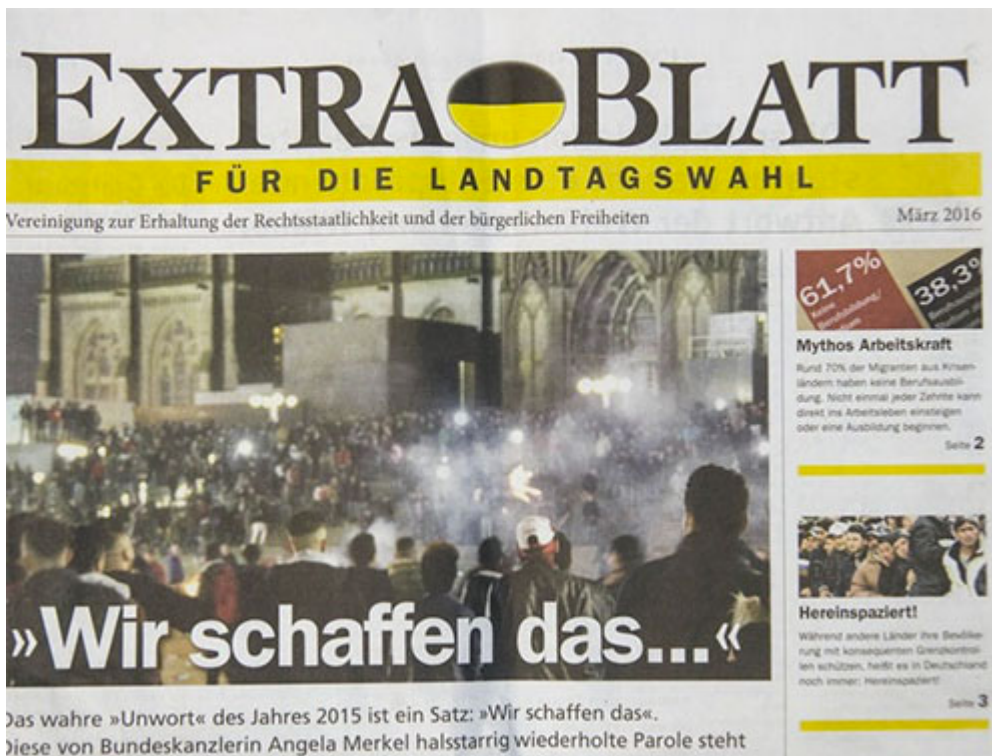 EXTRA BLATT
FÜR DIE LANDTAGSWAHL
Vereinigung zur Erhaltung der Rechtsstaatlichkeit und der bürgerlichen Freiheiten
März 2016
»Wir schaffen das...«
Das wahre »Unwort« des Jahres 2015 ist ein Satz: »Wir schaffen das«.
Diese von Bundeskanzlerin Angela Merkel halsstarrig wiederholte Parole steht
61,7%
Keine
Berufsbildung/
38,3%
Mythos Arbeitskraft
Rund 70% der Migranten aus Krisen-
ländern haben keine Berufsausbil-
dung. Nicht einmal jeder Zehnte kann
direkt ins Arbeitsleben einsteigen
oder eine Ausbildung beginnen.
Seite 2
Hereinspaziert!
Während andere Länder ihre Bevölke-
rung mit konsequenten Grenzkontrol-
len schützen, heißt es in Deutschland
noch immer: Hereinspaziert!
Seite 3